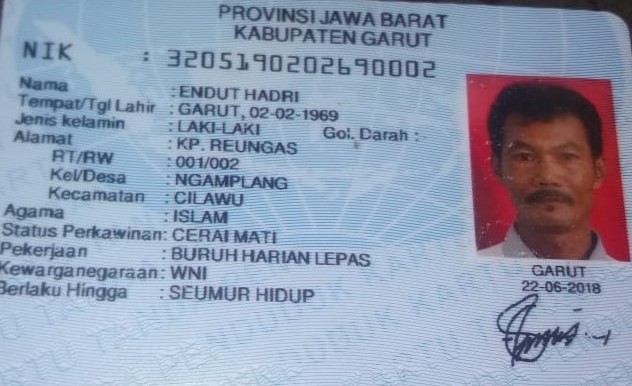 PROVINSI JAWA BARAT
KABUPATEN GARUT
NIK : 3205190202690002
Nama : ENDUT HADRI
Tempat/Tgl Lahir : GARUT, 02-02-1969
Jenis kelamin : LAKI-LAKI Gol. Darah :
Alamat : KP. REUNGAS
RT/RW : 001/002
Kel/Desa : NGAMPLANG
Kecamatan : CILAWU
Agama : ISLAM
Status Perkawinan: CERAI MATI
Pekerjaan : BURUH HARIAN LEPAS
Kewarganegaraan: WNI
Berlaku Hingga : SEUMUR HIDUP
GARUT
22-06-2018